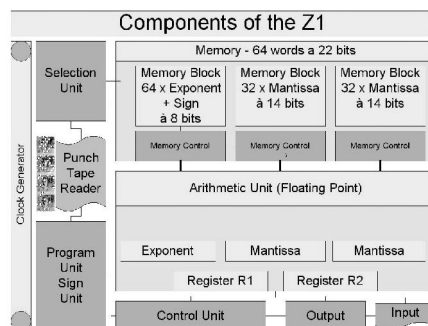 Components of the Z1
Clock Generator
Selection
Unit
Punch
Tape
Reader
Program
Unit
Sign
Unit
Memory - 64 words a 22 bits
Memory Block
64 x Exponent
+ Sign
à 8 bits
Memory Block
32 x Mantissa
à 14 bits
Memory Block
32 x Mantissa
à 14 bits
Memory Control
Memory Control
Memory Control
Arithmetic Unit (Floating Point)
Exponent
Mantissa
Mantissa
Register R1
Register R2
Control Unit
Output
Input